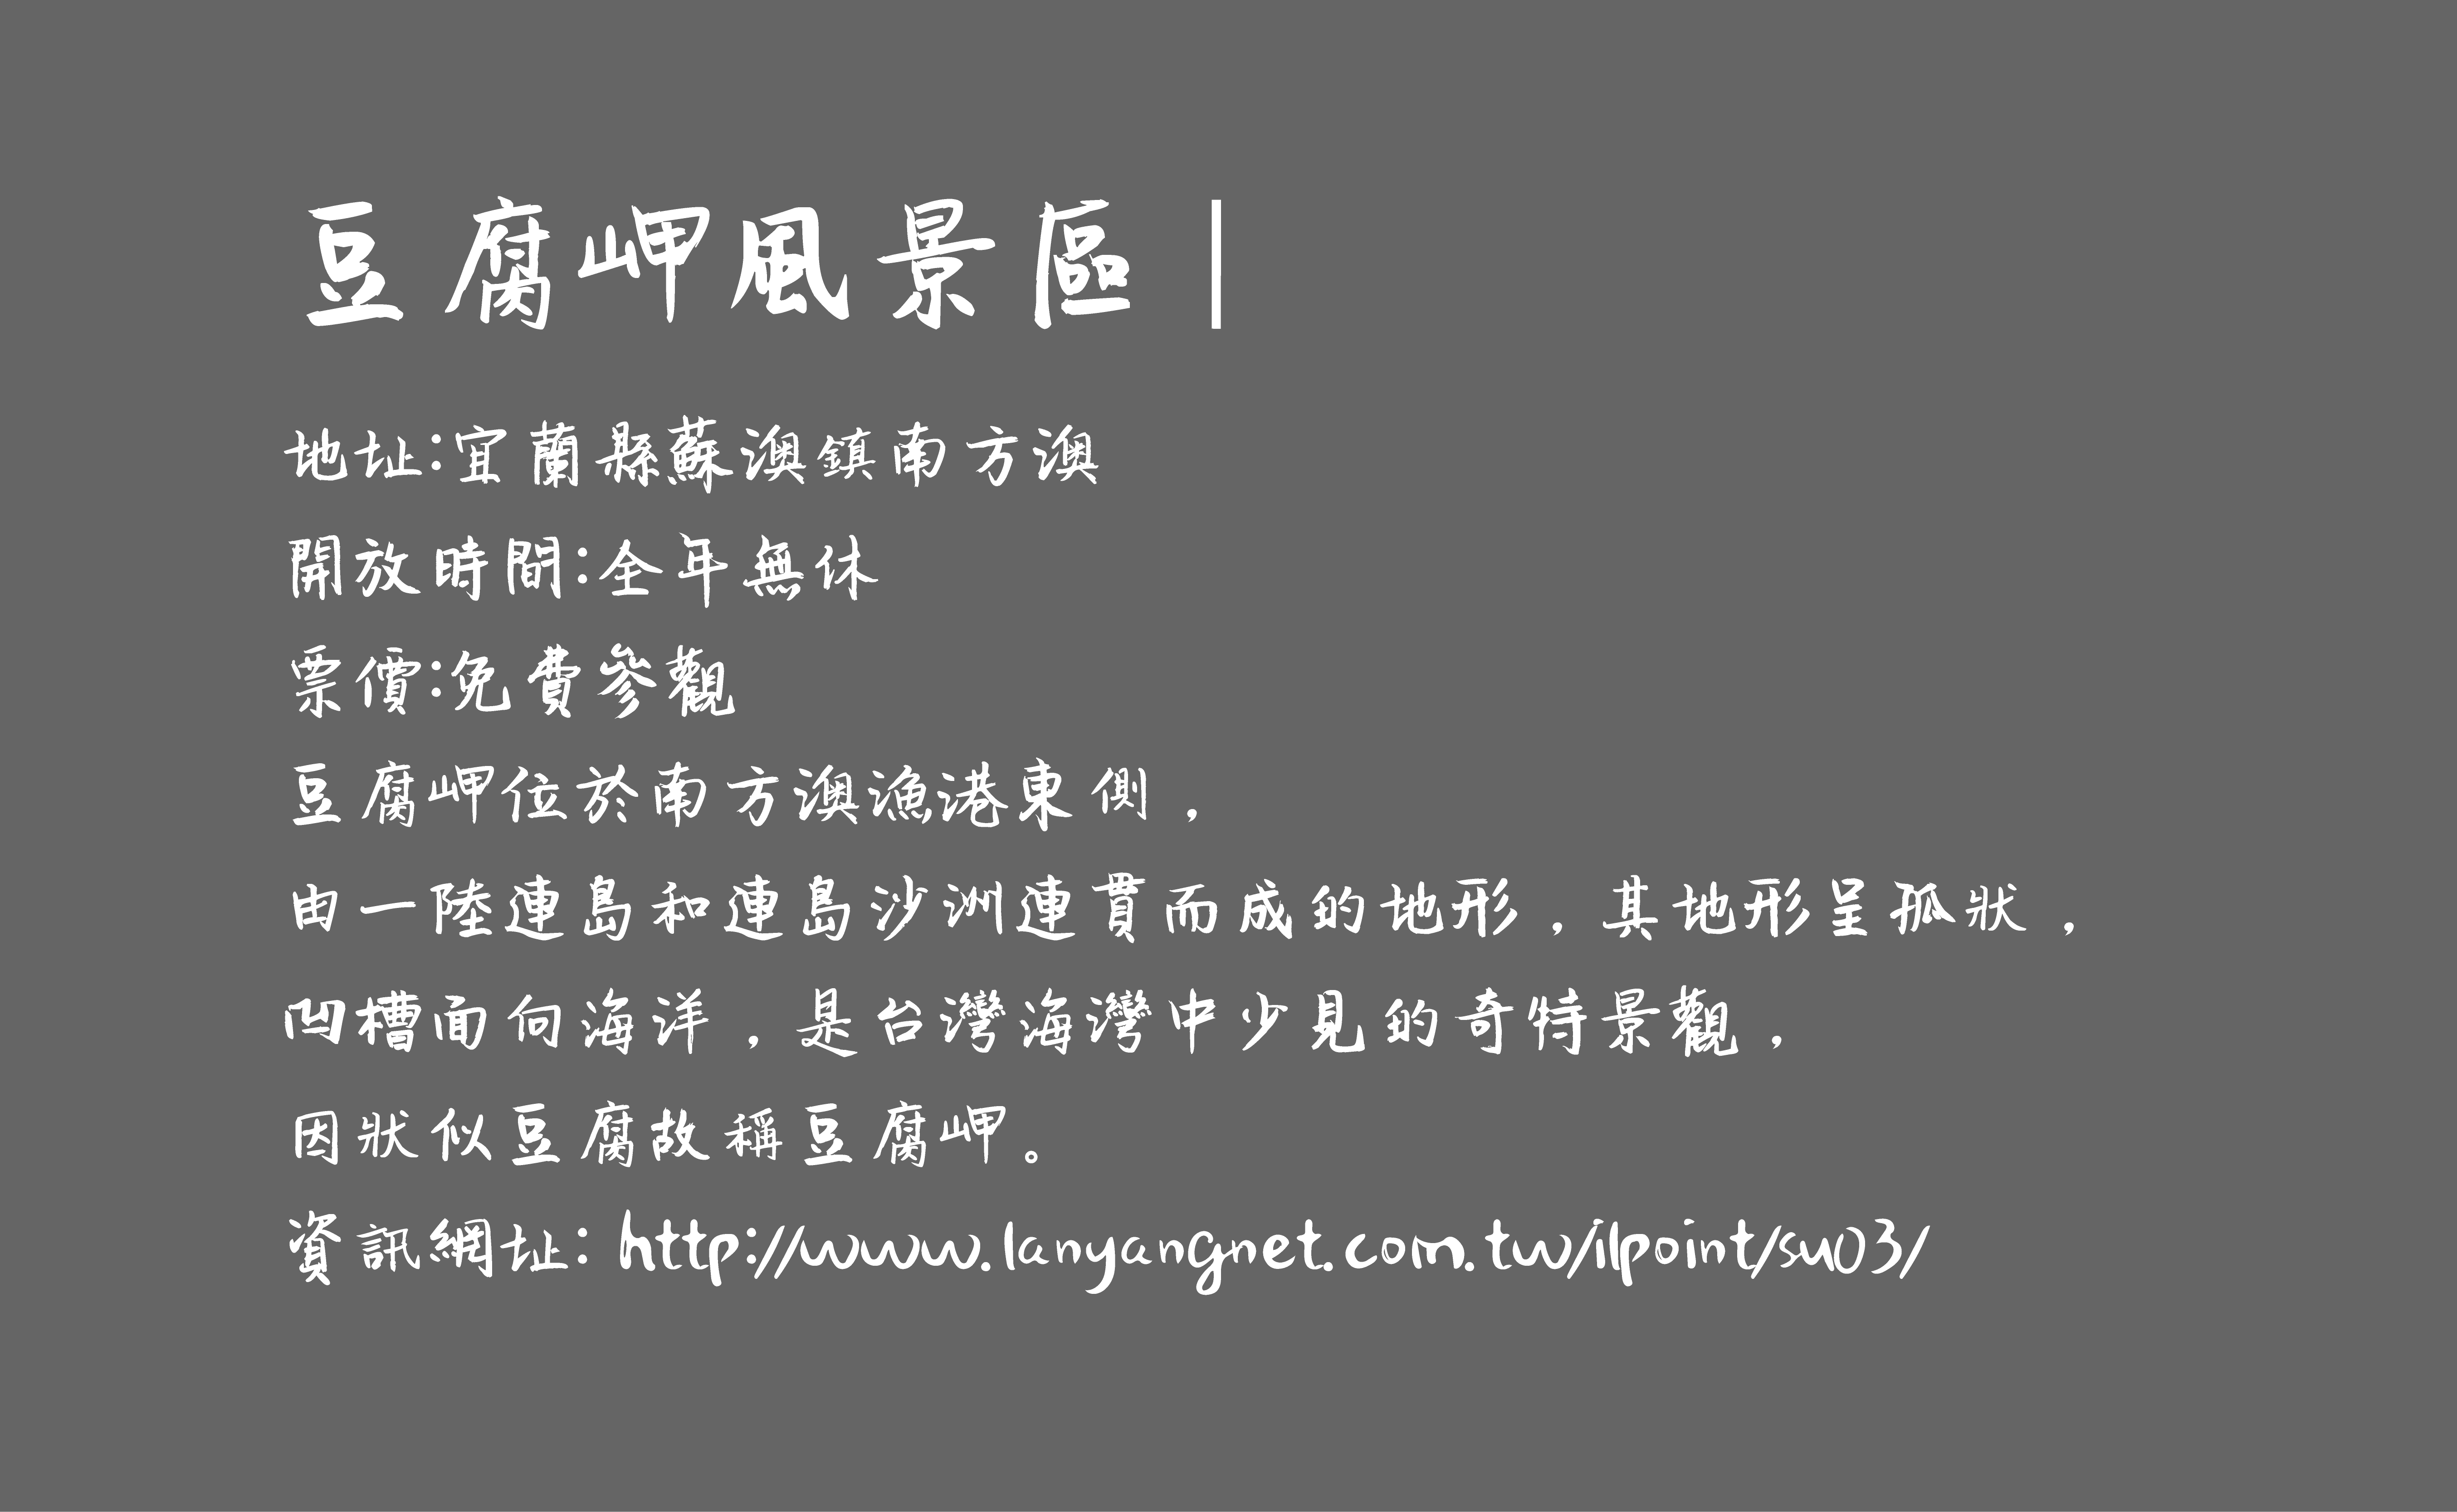 豆腐岬風景區｜
地址:宜蘭縣蘇澳鎮南方澳
開放時間:全年無休
票價:免費參觀
豆腐岬位於南方澳漁港東側，
由一陸連島和連島沙洲連貫而成的地形，其地形呈弧狀，
凹槽面向海洋，是台灣海灣中少見的奇特景觀，
因狀似豆腐故稱豆腐岬。
資訊網址：http://www.langangnet.com.tw/ilpoint/sw03/